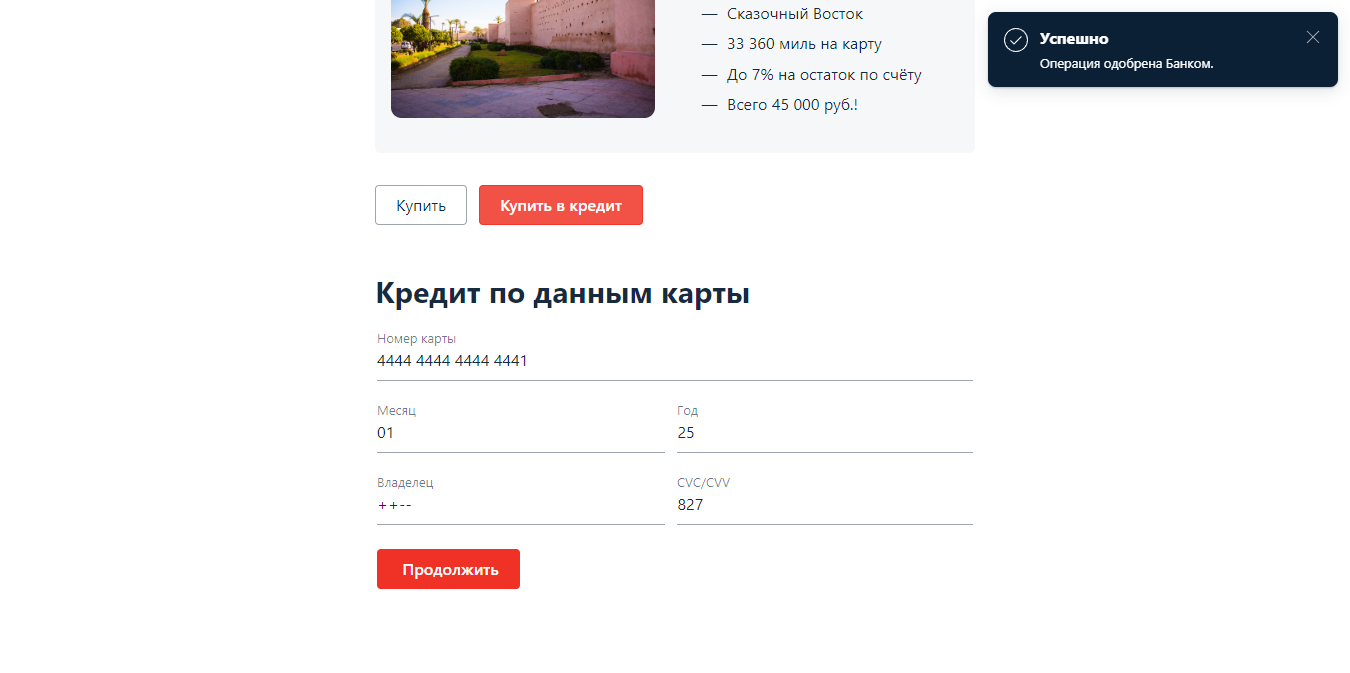 — Сказочный Восток
— 33 360 миль на карту
— До 7% на остаток по счёту
— Всего 45 000 руб.!
Успешно
Операция одобрена Банком.
Купить
Купить в кредит
Кредит по данным карты
Номер карты
4444 4444 4444 4441
Месяц
Год
01
25
Владелец
CVC/CVV
++--
827
Продолжить